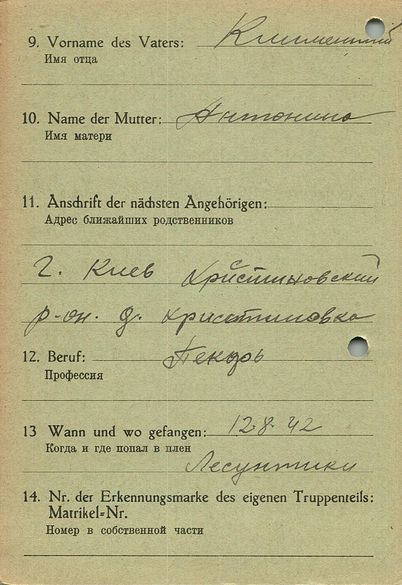 9. Vorname des Vaters: Климентий
Имя отца
10. Name der Mutter: Антонина
Имя матери
11. Anschrift der nächsten Angehörigen:
Адрес ближайших родственников
г. Киев Христиновский
р-он. д. Христиновка
12. Beruf: Пекарь
Профессия
13 Wann und wo gefangen: 12.8.42
Когда и где попал в плен
14. Nr. der Erkennungsmarke des eigenen Truppenteils:
Matrikel=Nr.
Номер в собственной части